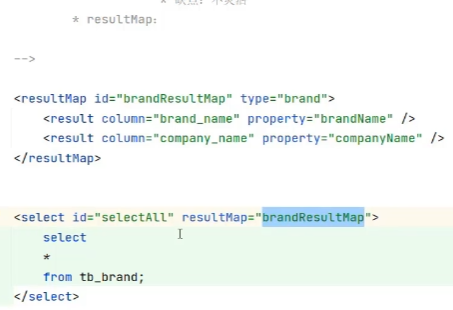 * 缺点：不灵活
* resultMap：
-->
<resultMap id="brandResultMap" type="brand">
<result column="brand_name" property="brandName" />
<result column="company_name" property="companyName" />
</resultMap>
<select id="selectAll" resultMap="brandResultMap">
select
*
from tb_brand;
</select>